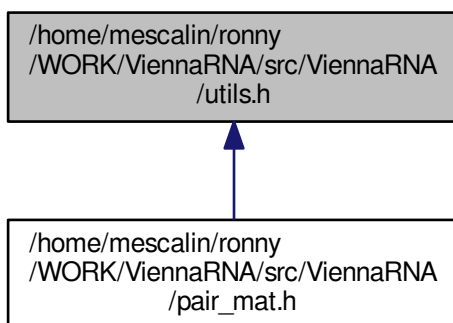 /home/mescalin/ronny
/WORK/ViennaRNA/src/ViennaRNA
/utils.h
/home/mescalin/ronny
/WORK/ViennaRNA/src/ViennaRNA
/pair_mat.h